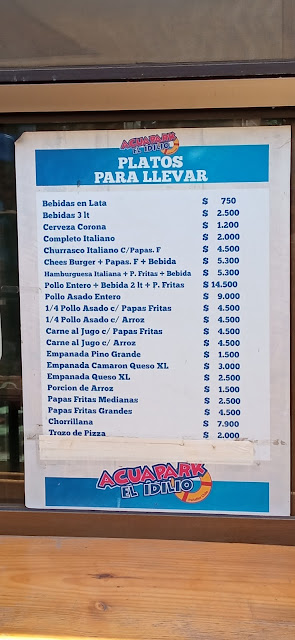 ACUAPARK
EL IDILIO
PLATOS
PARA LLEVAR
Bebidas en Lata $ 750
Bebidas 3 lt $ 2.500
Cerveza Corona $ 1.200
Completo Italiano $ 2.000
Churrasco Italiano C/Papas. F $ 4.500
Chees Burger + Papas. F + Bebida $ 5.300
Hamburguesa Italiana + P. Fritas + Bebida $ 5.300
Pollo Entero + Bebida 2 lt + P. Fritas $ 14.500
Pollo Asado Entero $ 9.000
1/4 Pollo Asado c/ Papas Fritas $ 4.500
1/4 Pollo Asado c/ Arroz $ 4.500
Carne al Jugo c/ Papas Fritas $ 4.500
Carne al Jugo c/ Arroz $ 4.500
Empanada Pino Grande $ 1.500
Empanada Camaron Queso XL $ 3.000
Empanada Queso XL $ 2.500
Porcion de Arroz $ 1.500
Papas Fritas Medianas $ 2.500
Papas Fritas Grandes $ 4.500
Chorrillana $ 7.900
Trozo de Pizza $ 2.000
ACUAPARK
EL IDILIO